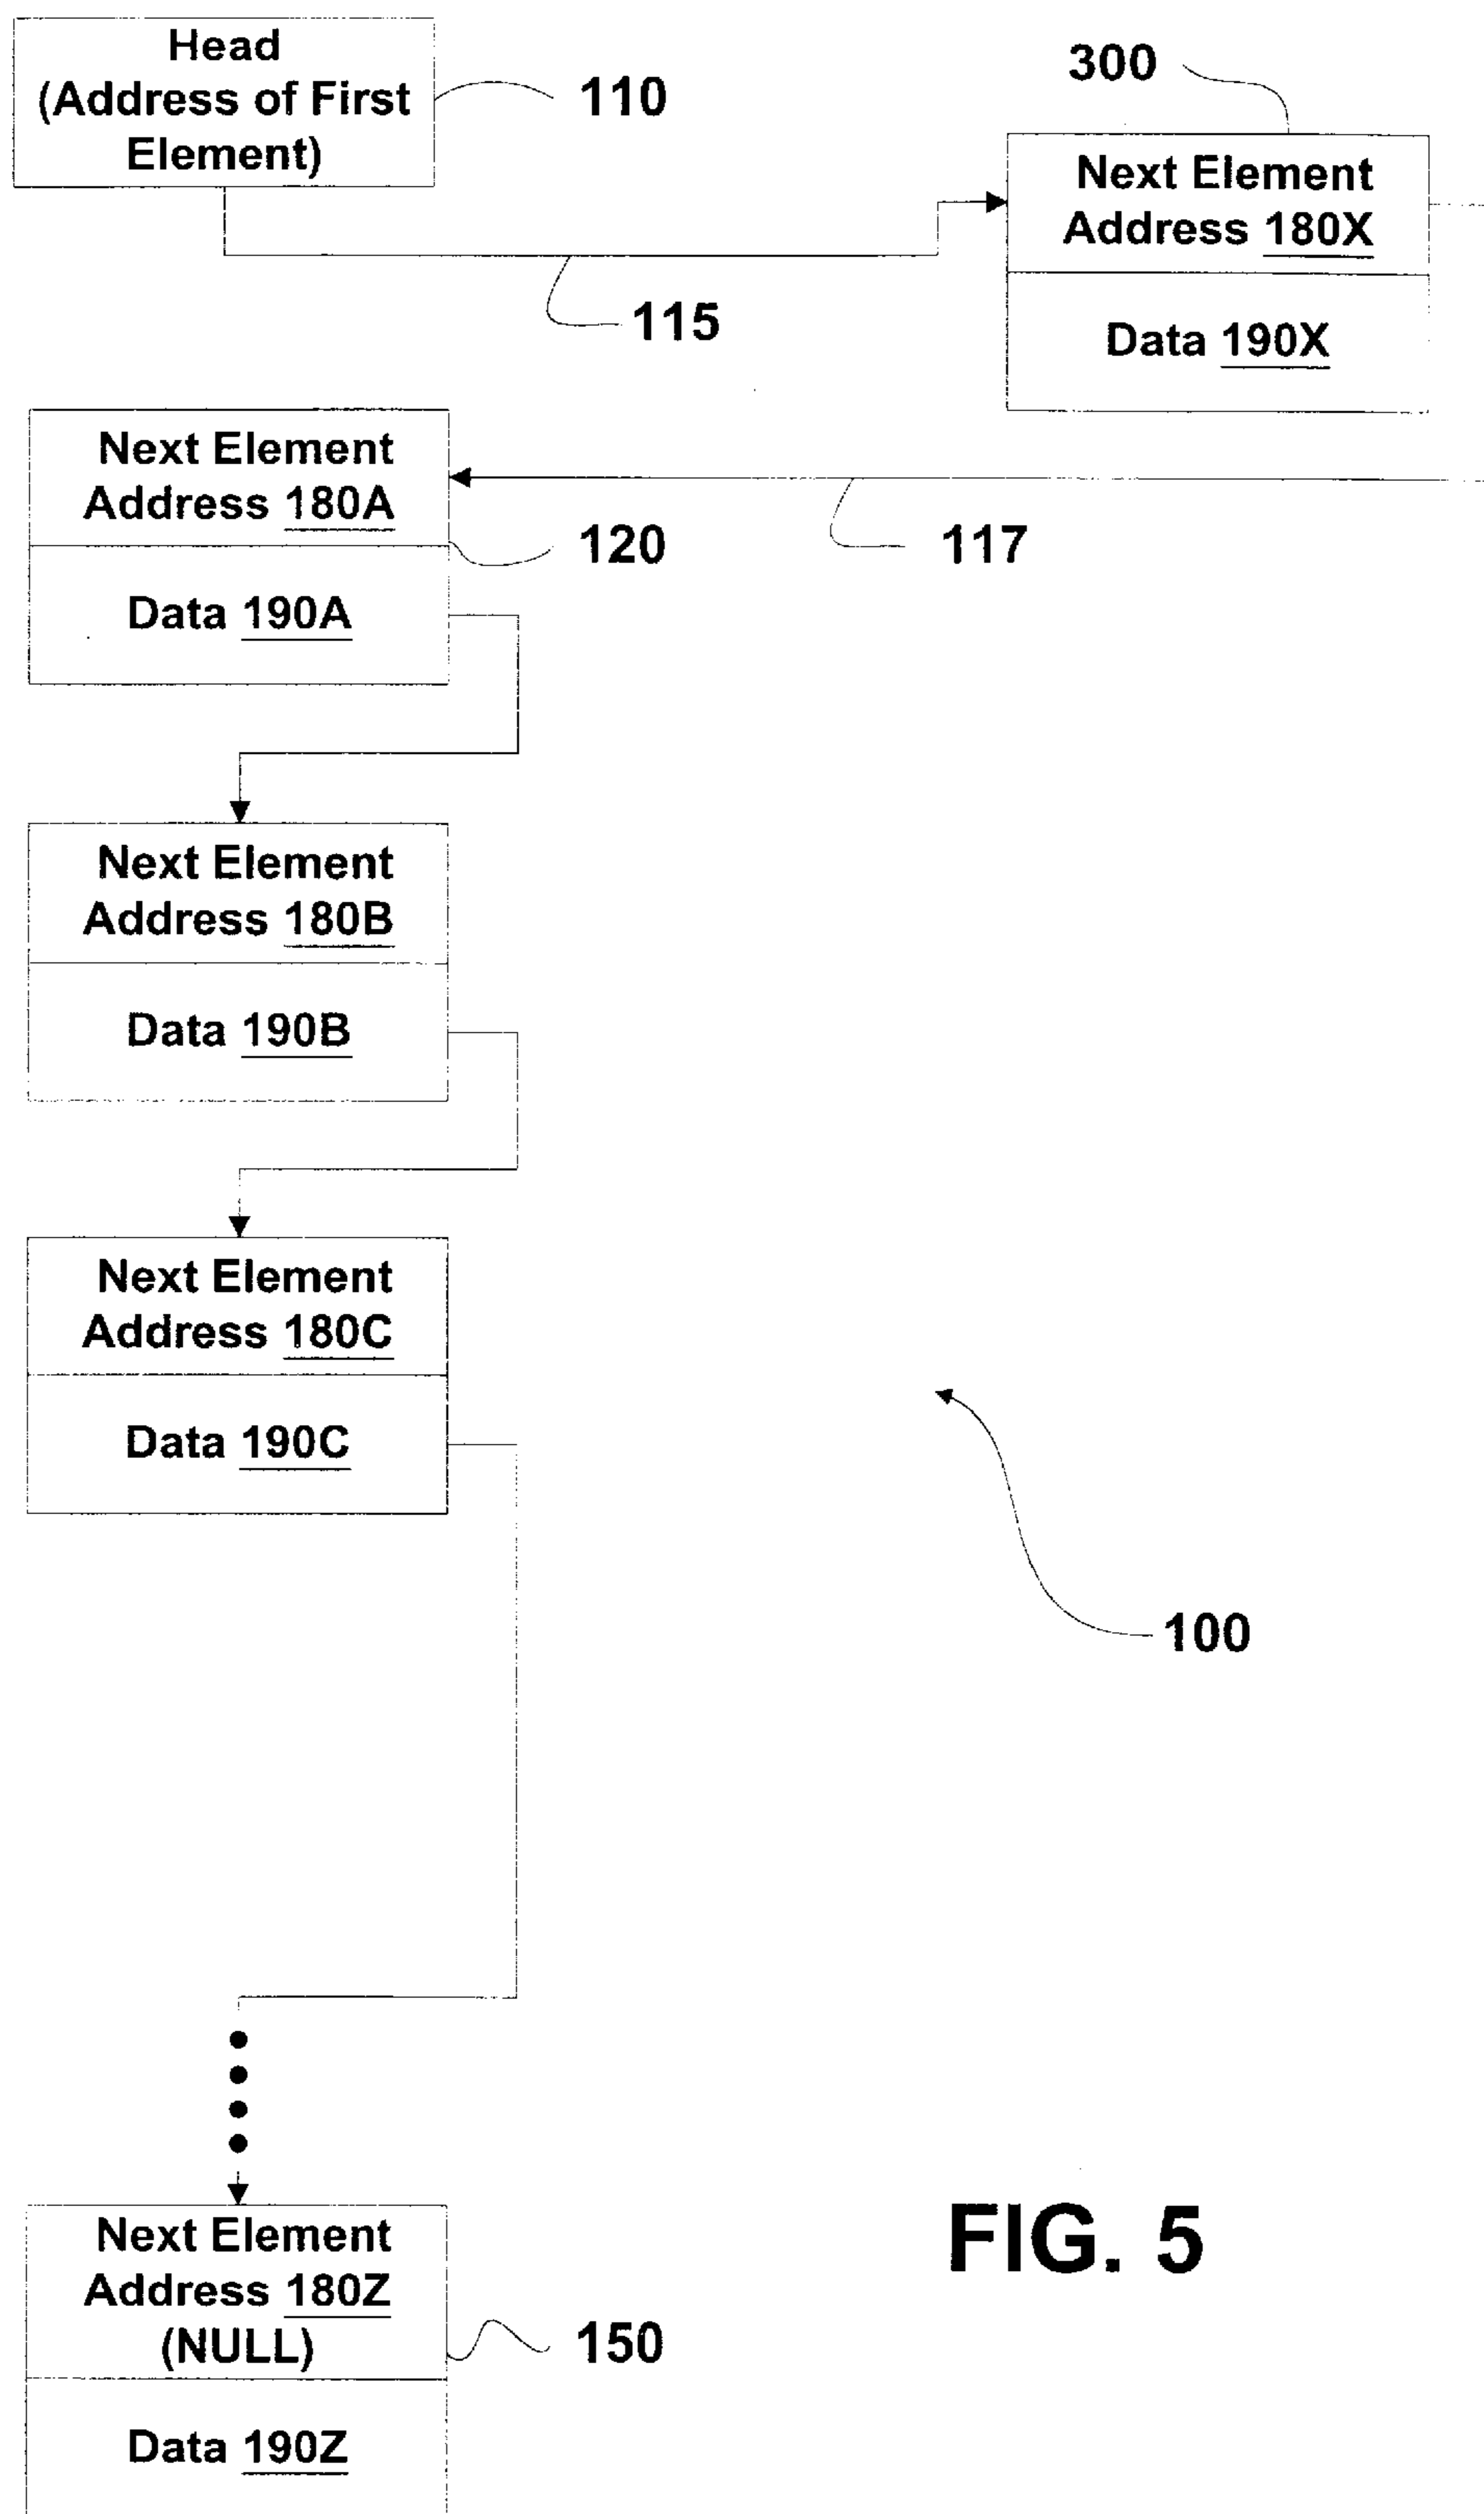 Head
(Address of First
Element)
110
300
Next Element
Address 180X
Data 190X
115
Next Element
Address 180A
Data 190A
120
117
Next Element
Address 180B
Data 190B
Next Element
Address 180C
Data 190C
100
Next Element
Address 180Z
(NULL)
Data 190Z
150
FIG. 5